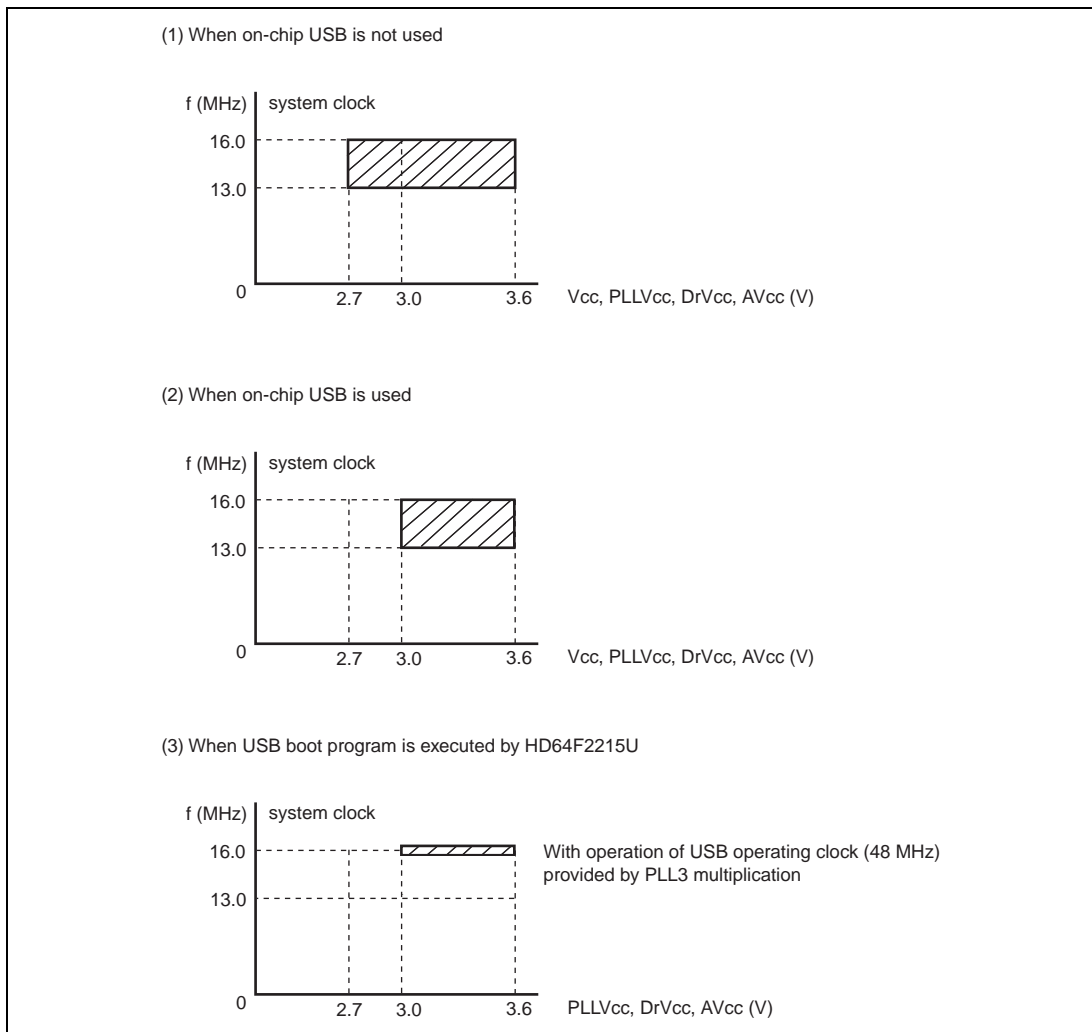 (1) When on-chip USB is not used
f (MHz)
system clock
16.0
13.0
0
2.7
3.0
3.6
Vcc, PLLVcc, DrVcc, AVcc (V)
(2) When on-chip USB is used
f (MHz)
system clock
16.0
13.0
0
2.7
3.0
3.6
Vcc, PLLVcc, DrVcc, AVcc (V)
(3) When USB boot program is executed by HD64F2215U
f (MHz)
system clock
16.0
With operation of USB operating clock (48 MHz)
provided by PLL3 multiplication
13.0
0
2.7
3.0
3.6
PLLVcc, DrVcc, AVcc (V)